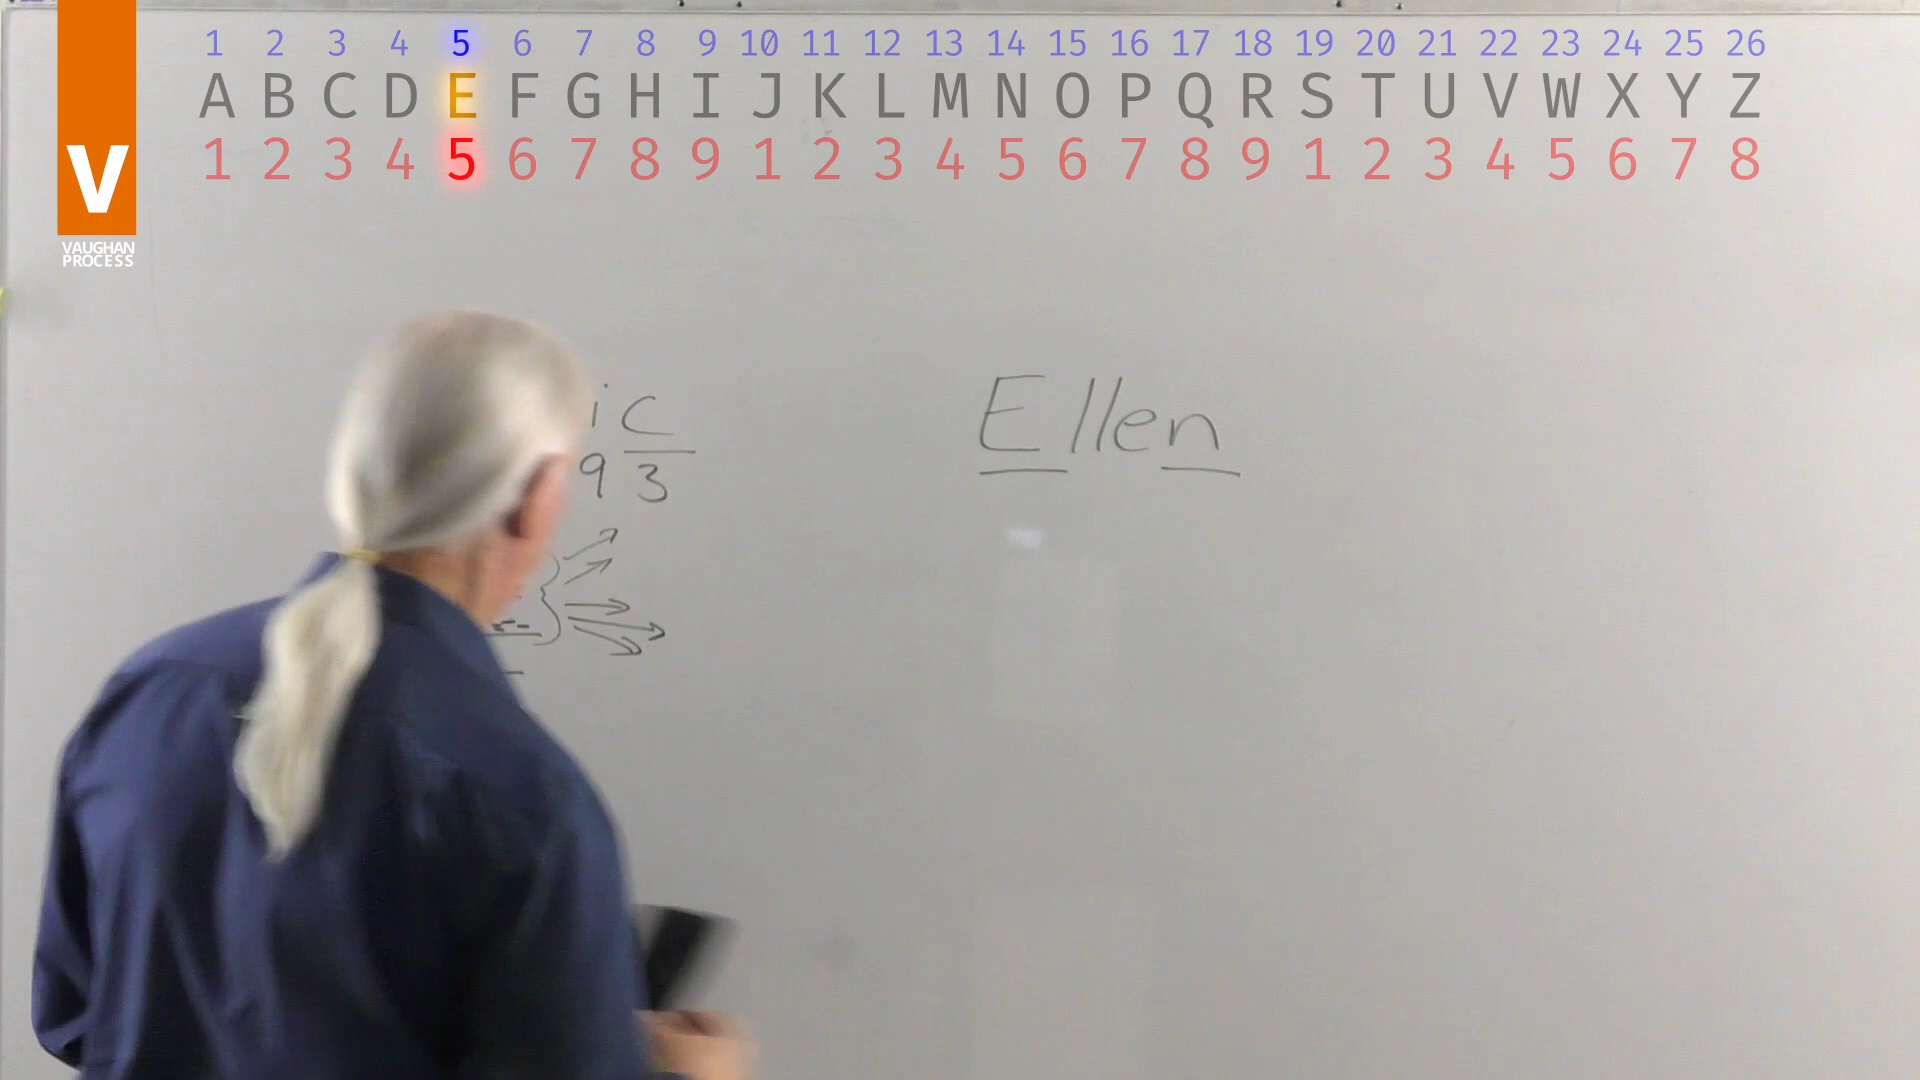 1 2 3 4 5 6 7 8 9 10 11 12 13 14 15 16 17 18 19 20 21 22 23 24 25 26
A B C D E F G H I J K L M N O P Q R S T U V W X Y Z
1 2 3 4 5 6 7 8 9 1 2 3 4 5 6 7 8 9 1 2 3 4 5 6 7 8
V
VAUGHAN
PROCESS
ic
9 3
Ellen